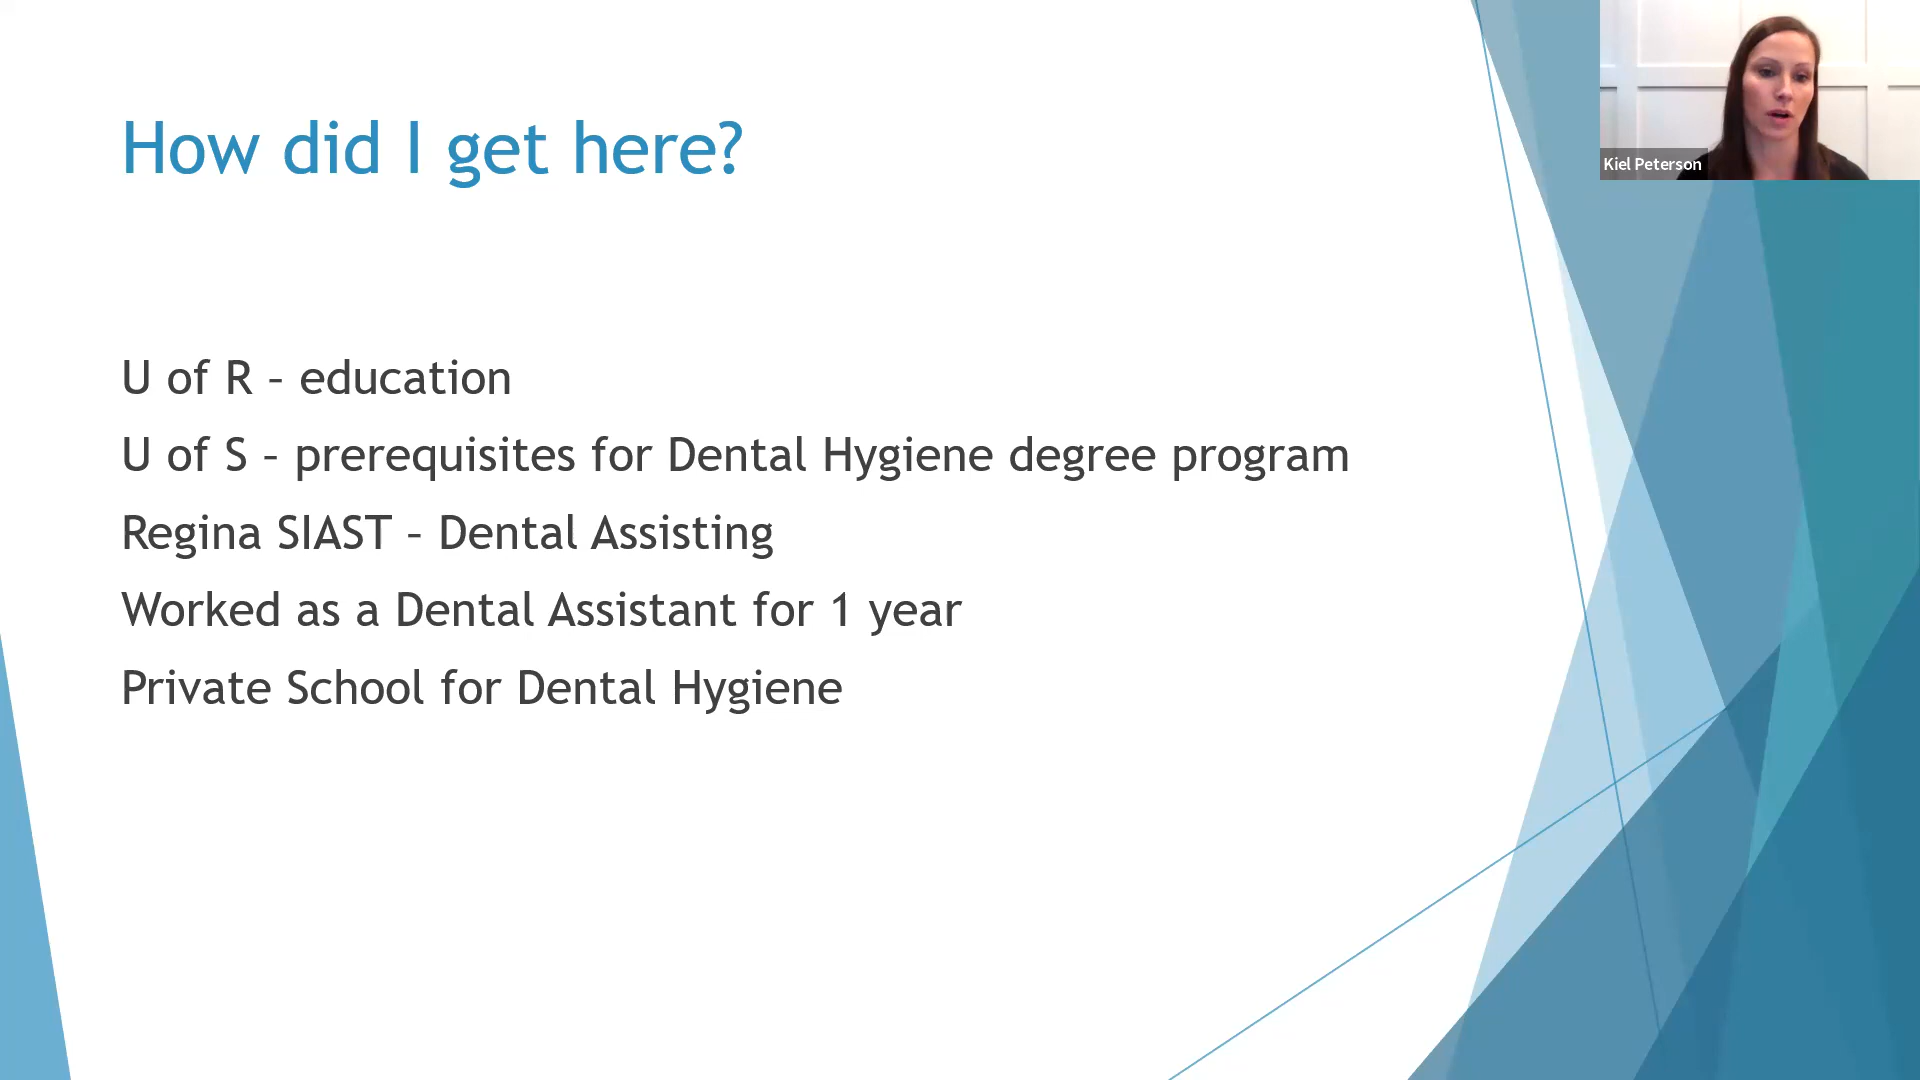 How did I get here?
Kiel Peterson
U of R – education
U of S – prerequisites for Dental Hygiene degree program
Regina SIAST – Dental Assisting
Worked as a Dental Assistant for 1 year
Private School for Dental Hygiene